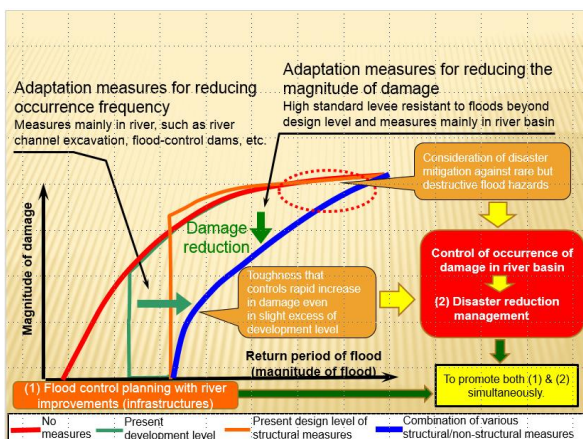 Adaptation measures for reducing
occurrence frequency
Measures mainly in river, such as river
channel excavation, flood-control dams, etc.
Adaptation measures for reducing the
magnitude of damage
High standard levee resistant to floods beyond
design level and measures mainly in river basin
Consideration of disaster
mitigation against rare but
destructive flood hazards
Magnitude of damage
Damage
reduction
Toughness that
controls rapid increase
in damage even
in slight excess of
development level
Control of occurrence of
damage in river basin
(2) Disaster reduction
management
Return period of flood
(magnitude of flood)
(1) Flood control planning with river
improvements (infrastructures)
To promote both (1) & (2)
simultaneously.
No
measures
Present
development level
Present design level of
structural measures
Combination of various
structural/non-structural measures